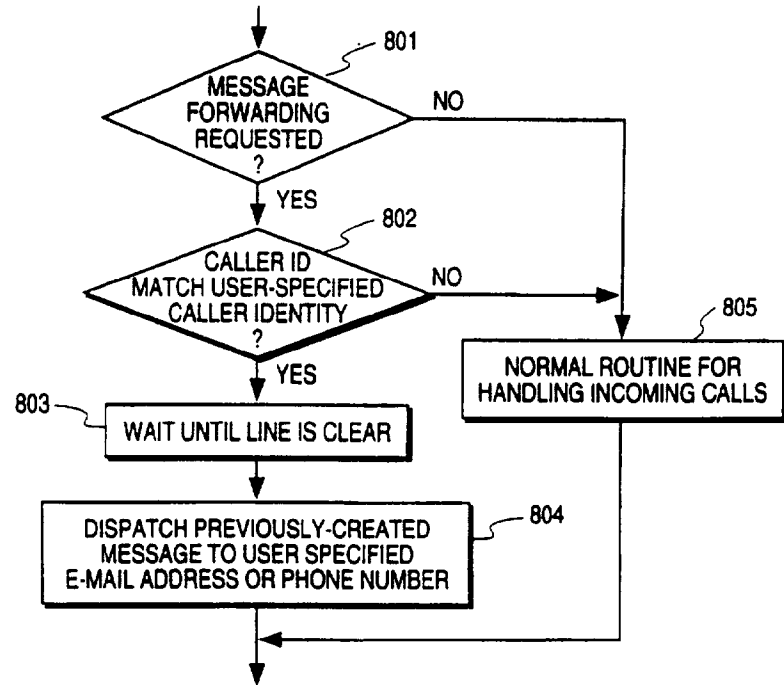 801
MESSAGE
FORWARDING
REQUESTED
?
NO
YES
802
CALLER ID
MATCH USER-SPECIFIED
CALLER IDENTITY
?
NO
YES
805
NORMAL ROUTINE FOR
HANDLING INCOMING CALLS
803
WAIT UNTIL LINE IS CLEAR
804
DISPATCH PREVIOUSLY-CREATED
MESSAGE TO USER SPECIFIED
E-MAIL ADDRESS OR PHONE NUMBER